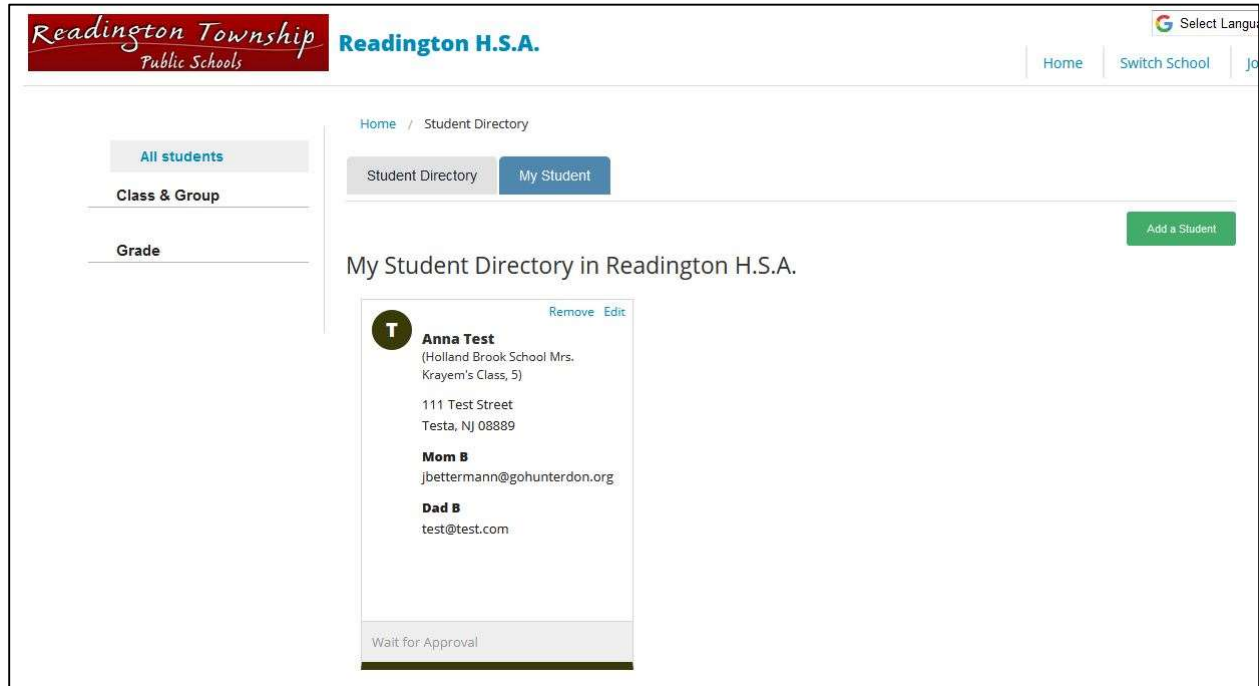 Readington Township
Public Schools
Readington H.S.A.
G Select Langua
Home
Switch School
Jo
All students
Class & Group
Grade
Home / Student Directory
Student Directory
My Student
Add a Student
My Student Directory in Readington H.S.A.
Remove Edit
T
Anna Test
(Holland Brook School Mrs.
Krayem's Class, 5)
111 Test Street
Testa, NJ 08889
Mom B
jbettermann@gohunterdon.org
Dad B
test@test.com
Wait for Approval